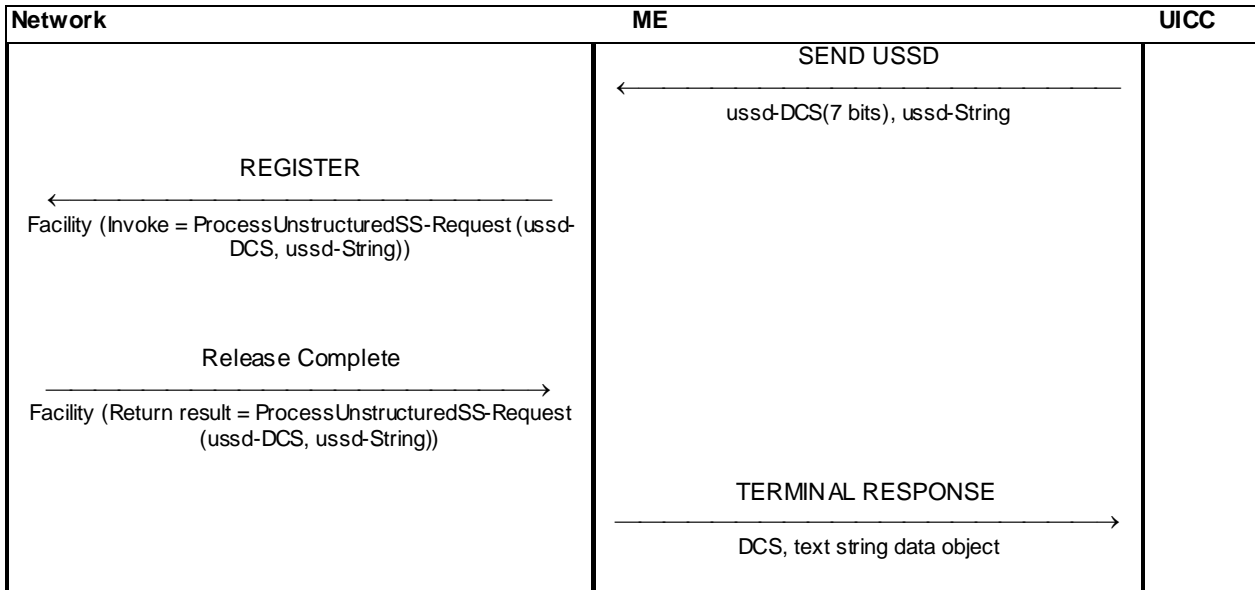 Network ME UICC
SEND USSD
ussd-DCS(7 bits), ussd-String
REGISTER
Facility (Invoke = ProcessUnstructuredSS-Request (ussd-
DCS, ussd-String))
Release Complete
Facility (Return result = ProcessUnstructuredSS-Request
(ussd-DCS, ussd-String))
TERMINAL RESPONSE
DCS, text string data object